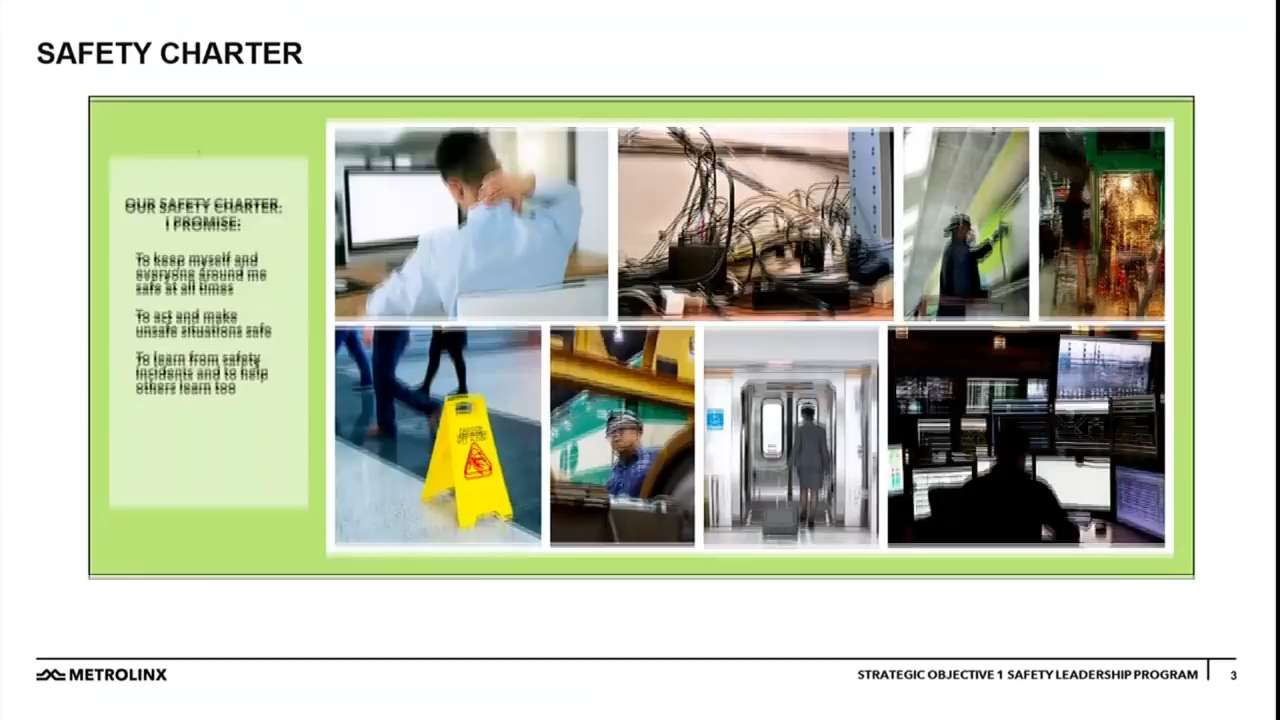 SAFETY CHARTER
OUR SAFETY CHARTER:
I PROMISE:
To keep myself and
everyone around me
safe at all times
To act and make
unsafe situations safe
To learn from safety
incidents and to help
others learn too
METROLINX
STRATEGIC OBJECTIVE 1 SAFETY LEADERSHIP PROGRAM
3